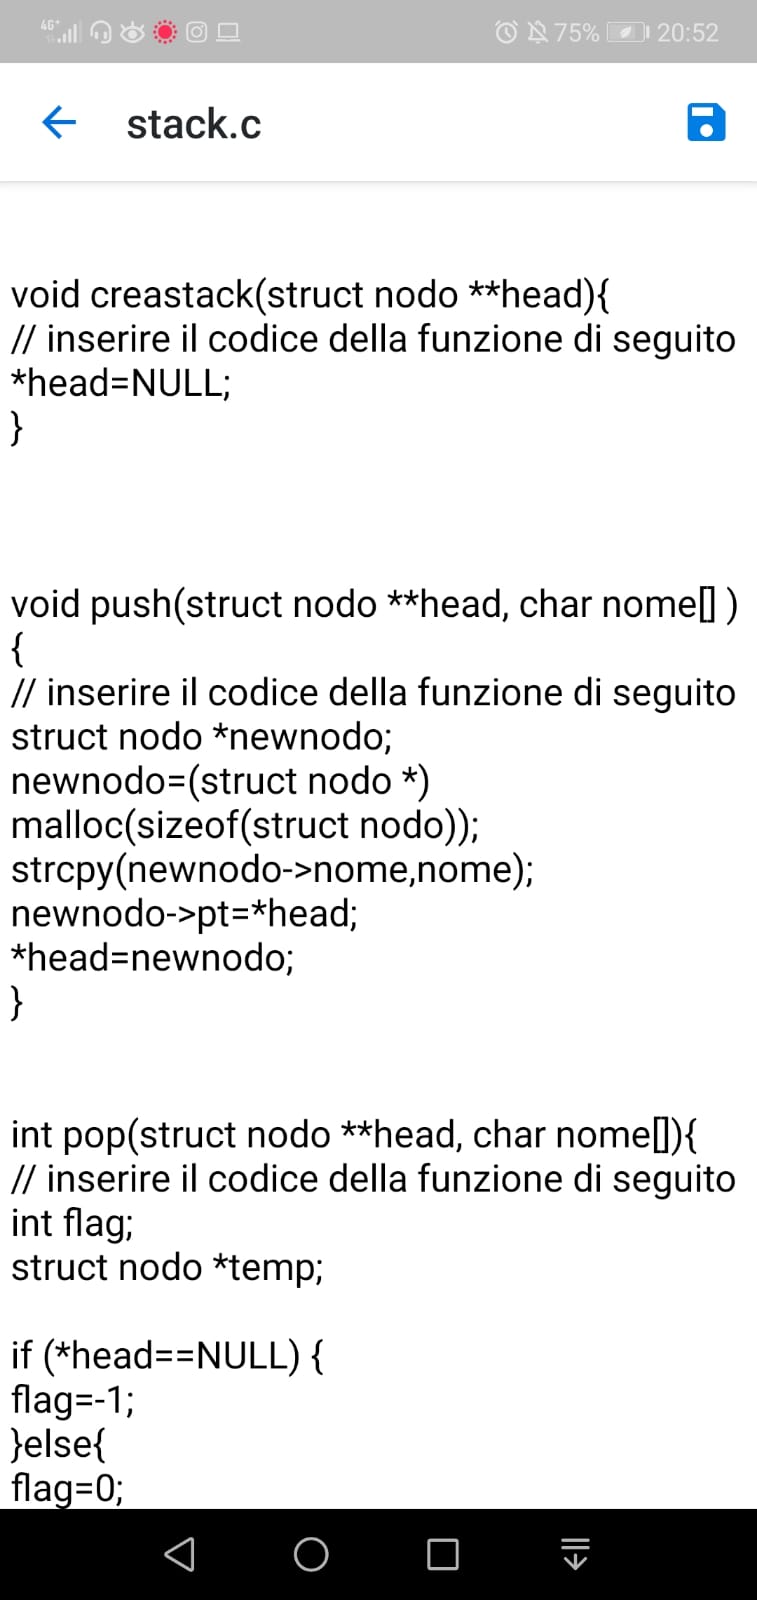 4G+ 75% 20:52
stack.c
void creastack(struct nodo **head){
// inserire il codice della funzione di seguito
*head=NULL;
}
void push(struct nodo **head, char nome[] )
{
// inserire il codice della funzione di seguito
struct nodo *newnodo;
newnodo=(struct nodo *)
malloc(sizeof(struct nodo));
strcpy(newnodo->nome,nome);
newnodo->pt=*head;
*head=newnodo;
}
int pop(struct nodo **head, char nome[]){
// inserire il codice della funzione di seguito
int flag;
struct nodo *temp;
if (*head==NULL) {
flag=-1;
}else{
flag=0;